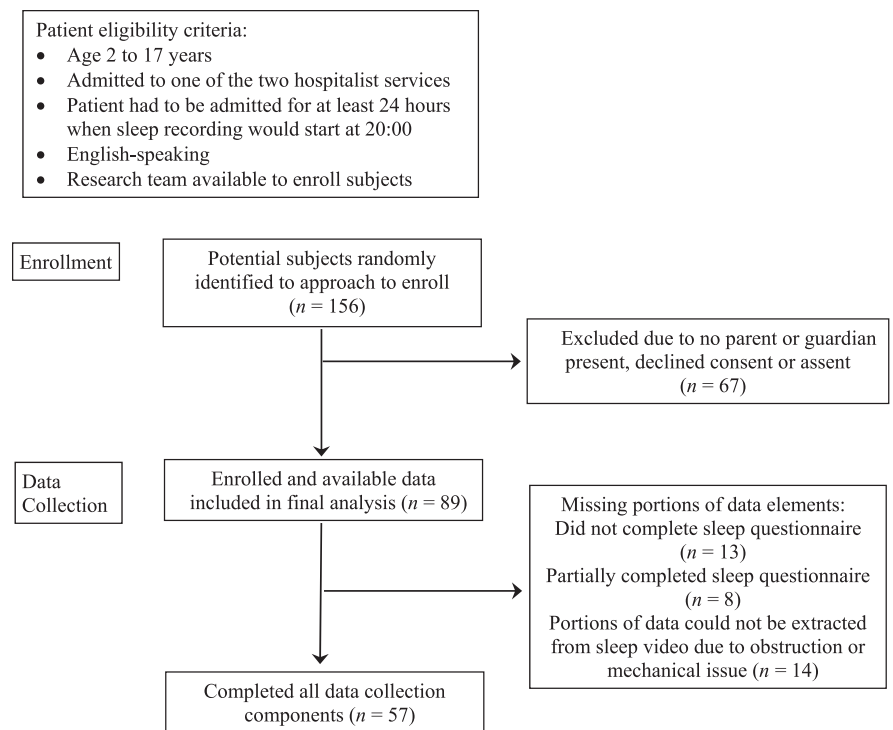 Patient eligibility criteria:
• Age 2 to 17 years
• Admitted to one of the two hospitalist services
• Patient had to be admitted for at least 24 hours
when sleep recording would start at 20:00
• English-speaking
• Research team available to enroll subjects
Enrollment
Potential subjects randomly
identified to approach to enroll
(n = 156)
Excluded due to no parent or guardian
present, declined consent or assent
(n = 67)
Data
Collection
Enrolled and available data
included in final analysis (n = 89)
Missing portions of data elements:
Did not complete sleep questionnaire
(n = 13)
Partially completed sleep questionnaire
(n = 8)
Portions of data could not be extracted
from sleep video due to obstruction or
mechanical issue (n = 14)
Completed all data collection
components (n = 57)